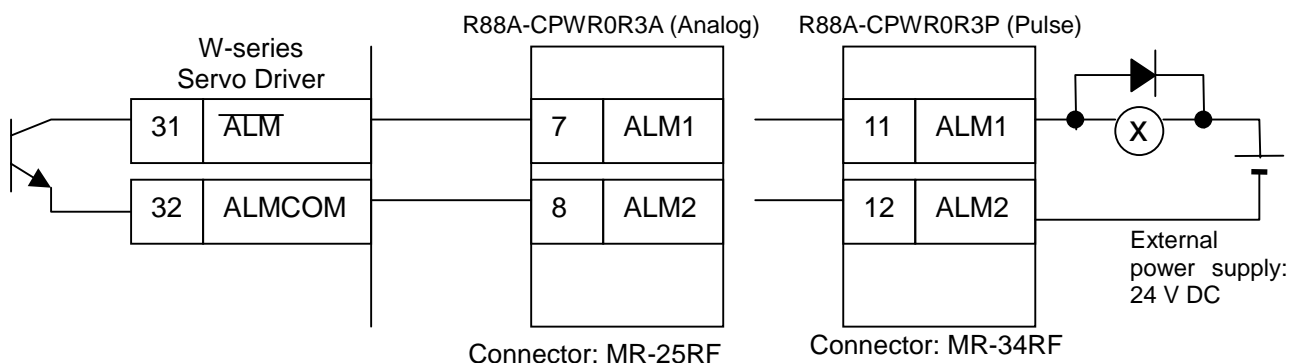 R88A-CPWR0R3A (Analog)
R88A-CPWR0R3P (Pulse)
W-series
Servo Driver
31 ALM
7 ALM1
11 ALM1
X
32 ALMCOM
8 ALM2
12 ALM2
External
power supply:
24 V DC
Connector: MR-25RF
Connector: MR-34RF